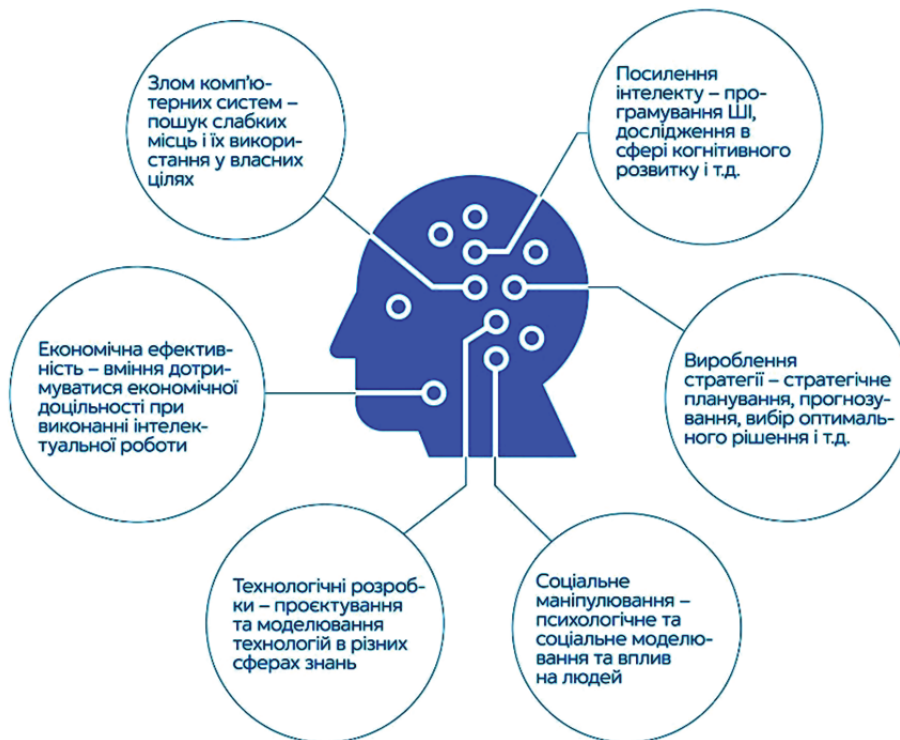 Злом комп'ю-
терних систем –
пошук слабких
місць і їх викори-
стання у власних
цілях
Посилення
інтелекту – про-
грамування ШІ,
дослідження в
сфері когнітивного
розвитку і т.д.
Економічна ефектив-
ність – вміння дотри-
муватися економічної
доцільності при
виконанні інтелек-
туальної роботи
Вироблення
стратегії – стратегічне
планування, прогнозу-
вання, вибір оптималь-
ного рішення і т.д.
Технологічні розроб-
ки – проєктування
та моделювання
технологій в різних
сферах знань
Соціальне
маніпулювання –
психологічне та
соціальне моделю-
вання та вплив
на людей